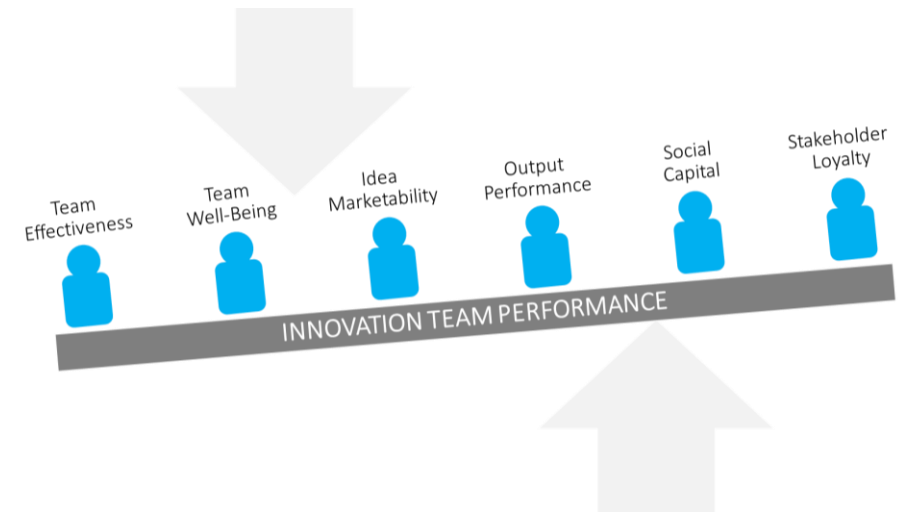 Team
Effectiveness
Team
Well-Being
Idea
Marketability
Output
Performance
Social
Capital
Stakeholder
Loyalty
INNOVATION TEAM PERFORMANCE